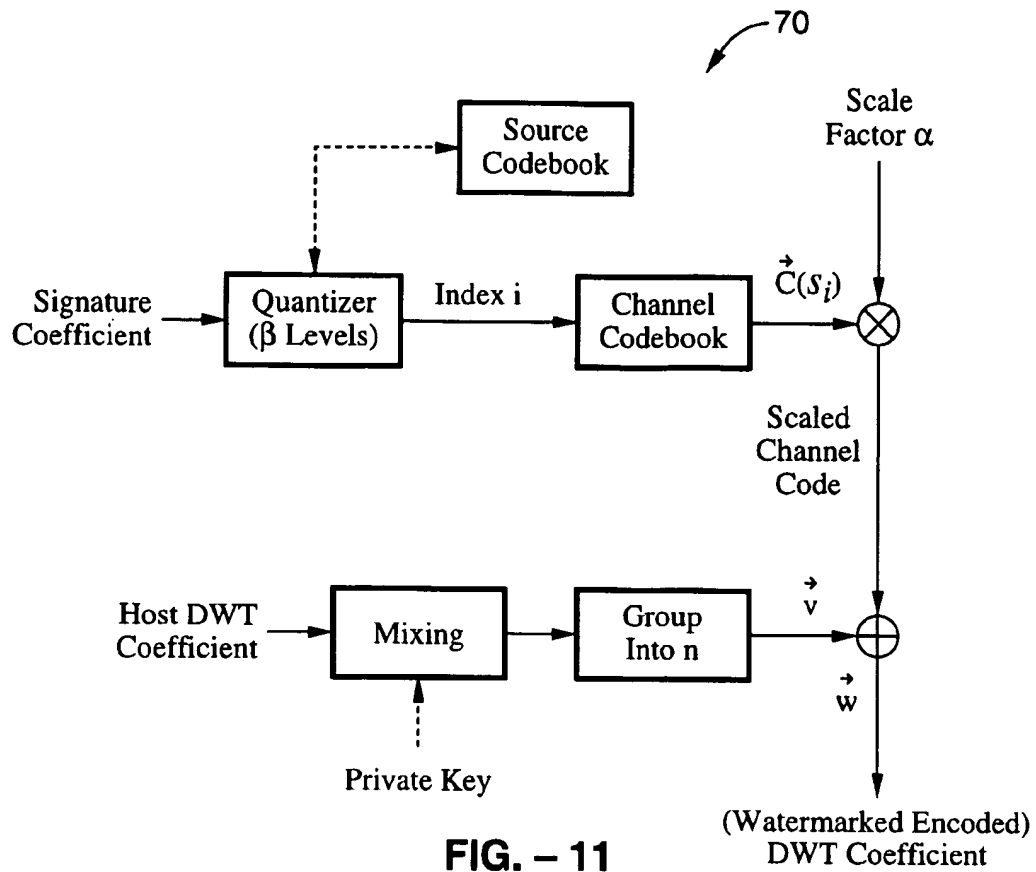 70
Scale
Factor α
Source
Codebook
Signature
Coefficient
Quantizer
(β Levels)
Index i
Channel
Codebook
C⃗(Sᵢ)
Scaled
Channel
Code
Host DWT
Coefficient
Mixing
Group
Into n
v⃗
w⃗
Private Key
(Watermarked Encoded)
DWT Coefficient
FIG. – 11